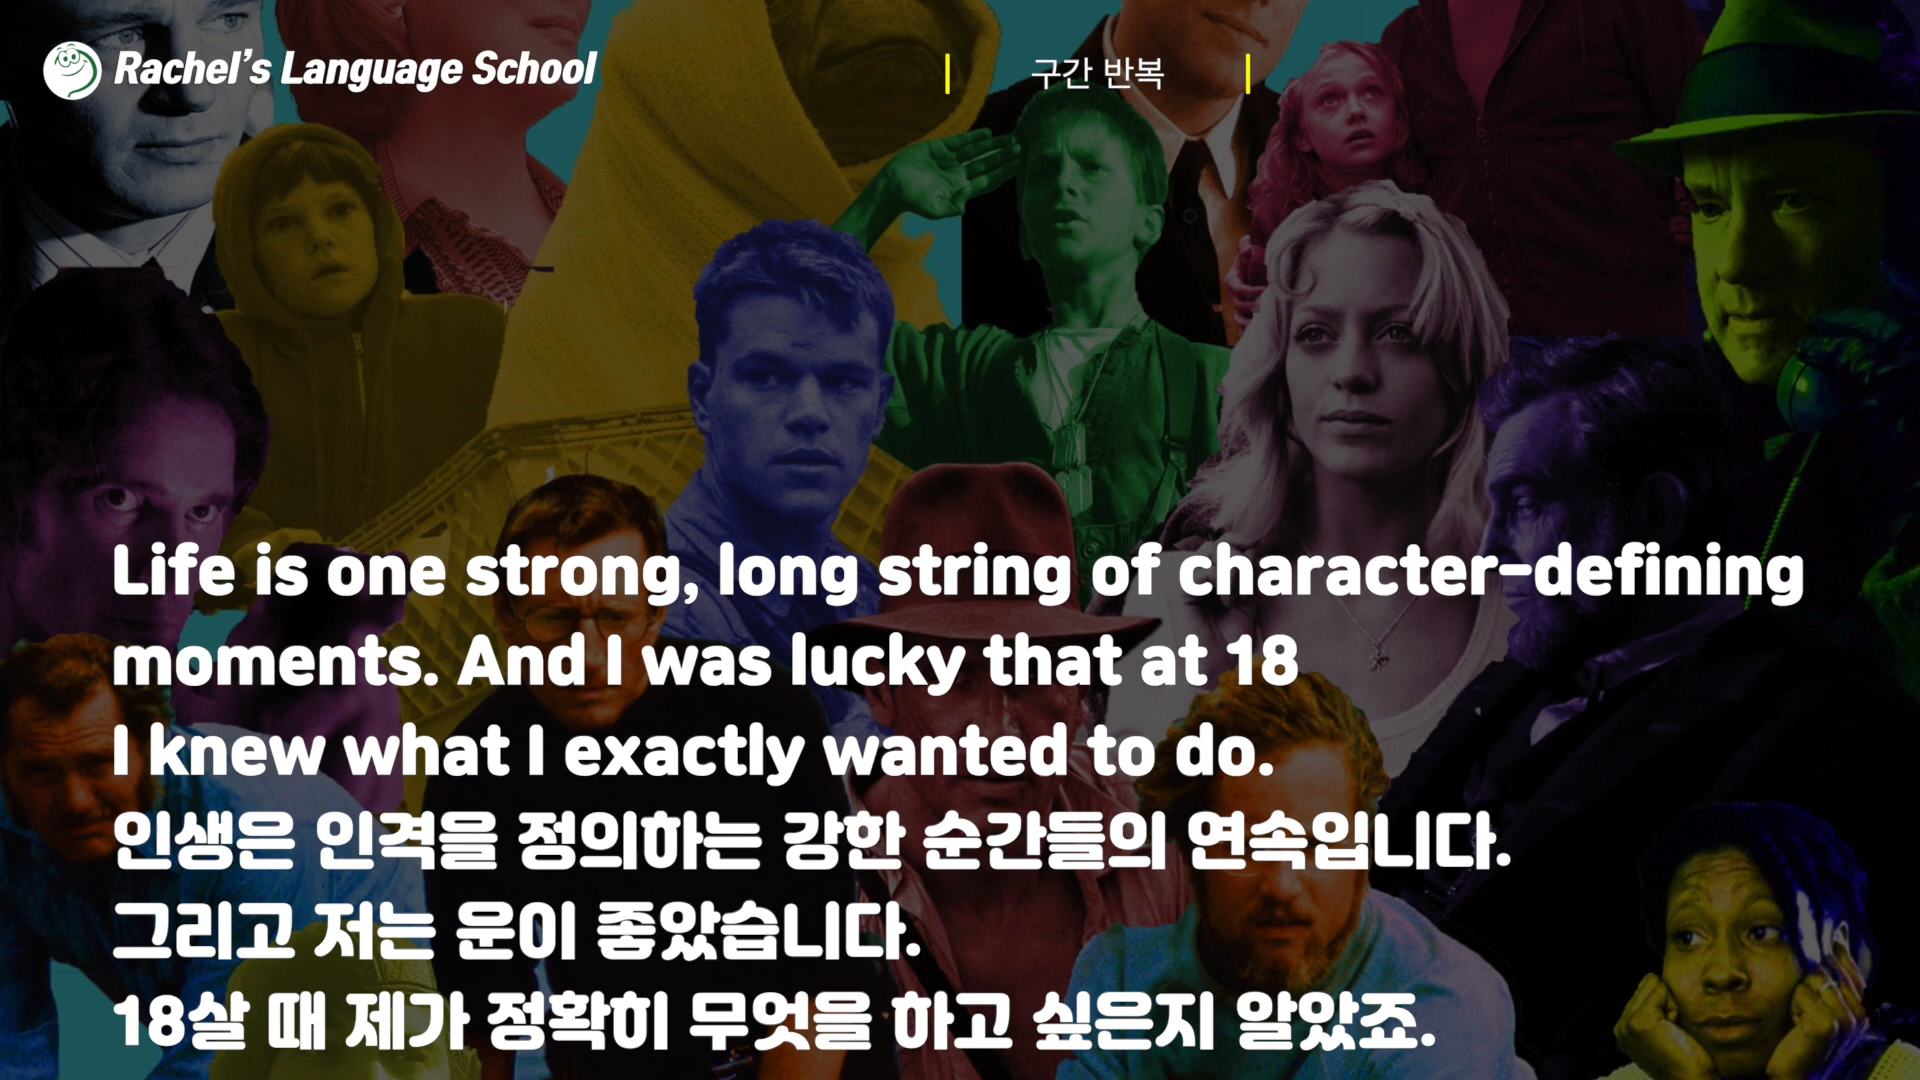 Rachel's Language School
| 구간 반복 |
Life is one strong, long string of character-defining
moments. And I was lucky that at 18
I knew what I exactly wanted to do.
인생은 인격을 정의하는 강한 순간들의 연속입니다.
그리고 저는 운이 좋았습니다.
18살 때 제가 정확히 무엇을 하고 싶은지 알았죠.